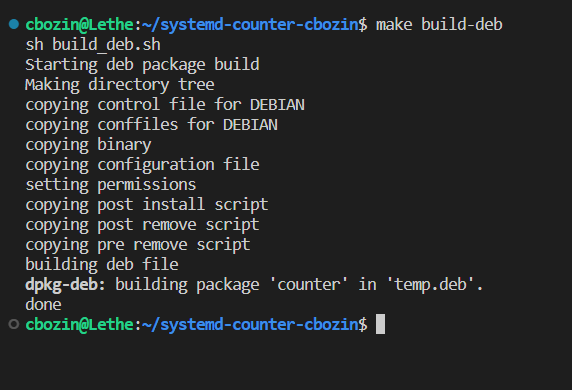 cbozin@Lethe:~/systemd-counter-cbozin$ make build-deb
sh build_deb.sh
Starting deb package build
Making directory tree
copying control file for DEBIAN
copying conffiles for DEBIAN
copying binary
copying configuration file
setting permissions
copying post install script
copying post remove script
copying pre remove script
building deb file
dpkg-deb: building package 'counter' in 'temp.deb'.
done
cbozin@Lethe:~/systemd-counter-cbozin$